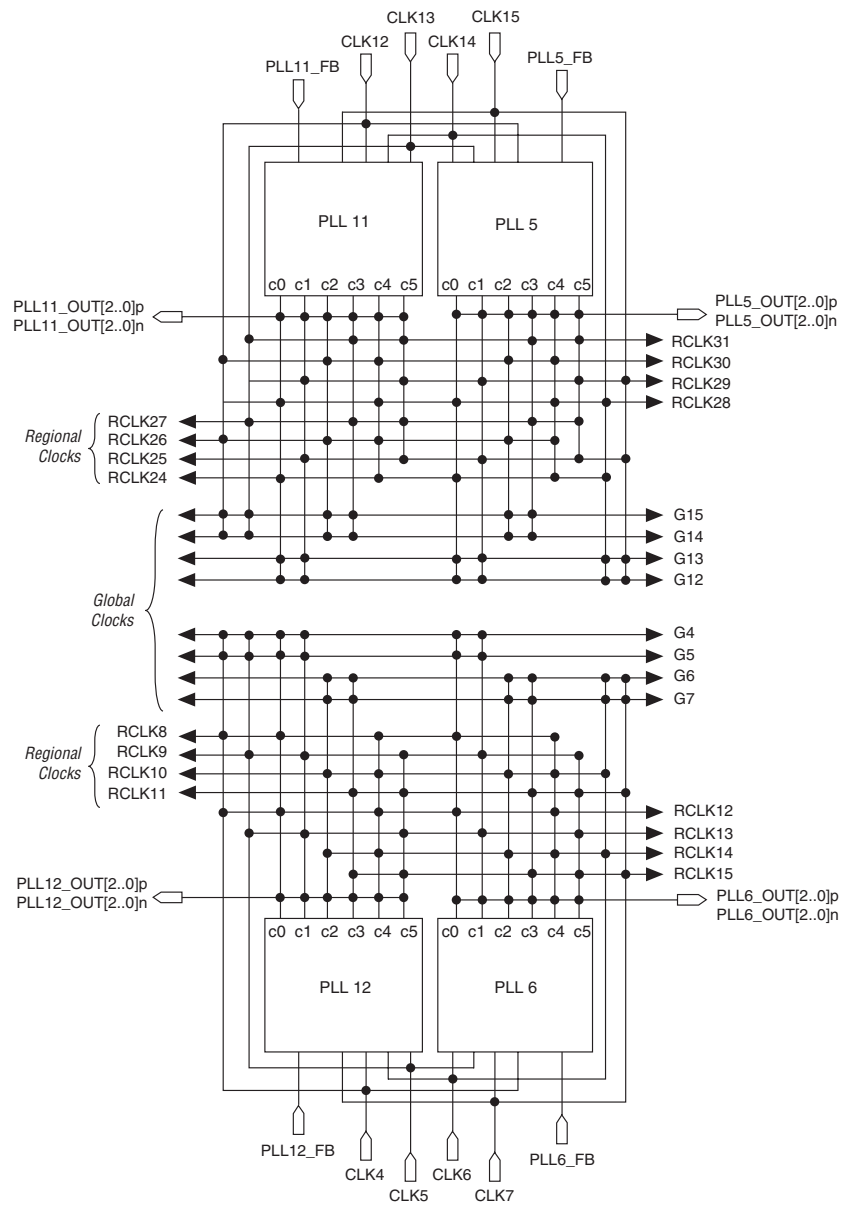 CLK13
CLK15
CLK12
CLK14
PLL11_FB
PLL5_FB
PLL 11
PLL 5
c0 c1 c2 c3 c4 c5
c0 c1 c2 c3 c4 c5
PLL11_OUT[2..0]p
PLL11_OUT[2..0]n
PLL5_OUT[2..0]p
PLL5_OUT[2..0]n
RCLK31
RCLK30
RCLK29
RCLK28
Regional
Clocks
RCLK27
RCLK26
RCLK25
RCLK24
G15
G14
G13
G12
Global
Clocks
G4
G5
G6
G7
Regional
Clocks
RCLK8
RCLK9
RCLK10
RCLK11
RCLK12
RCLK13
RCLK14
RCLK15
PLL12_OUT[2..0]p
PLL12_OUT[2..0]n
PLL6_OUT[2..0]p
PLL6_OUT[2..0]n
c0 c1 c2 c3 c4 c5
c0 c1 c2 c3 c4 c5
PLL 12
PLL 6
PLL12_FB
PLL6_FB
CLK4
CLK6
CLK5
CLK7